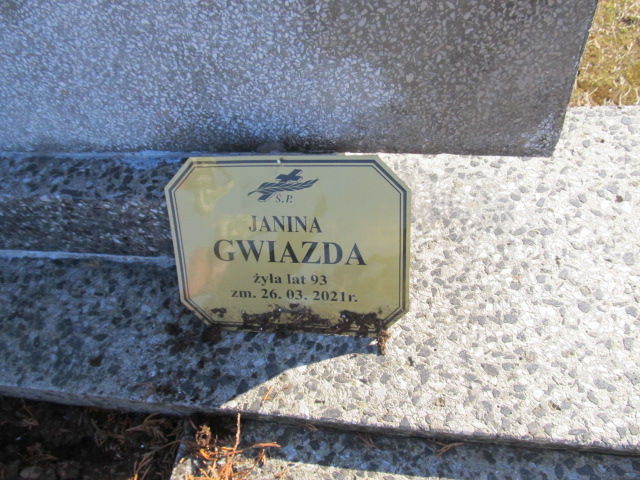 Ś.P.
JANINA
GWIAZDA
żyła lat 93
zm. 26. 03. 2021r.